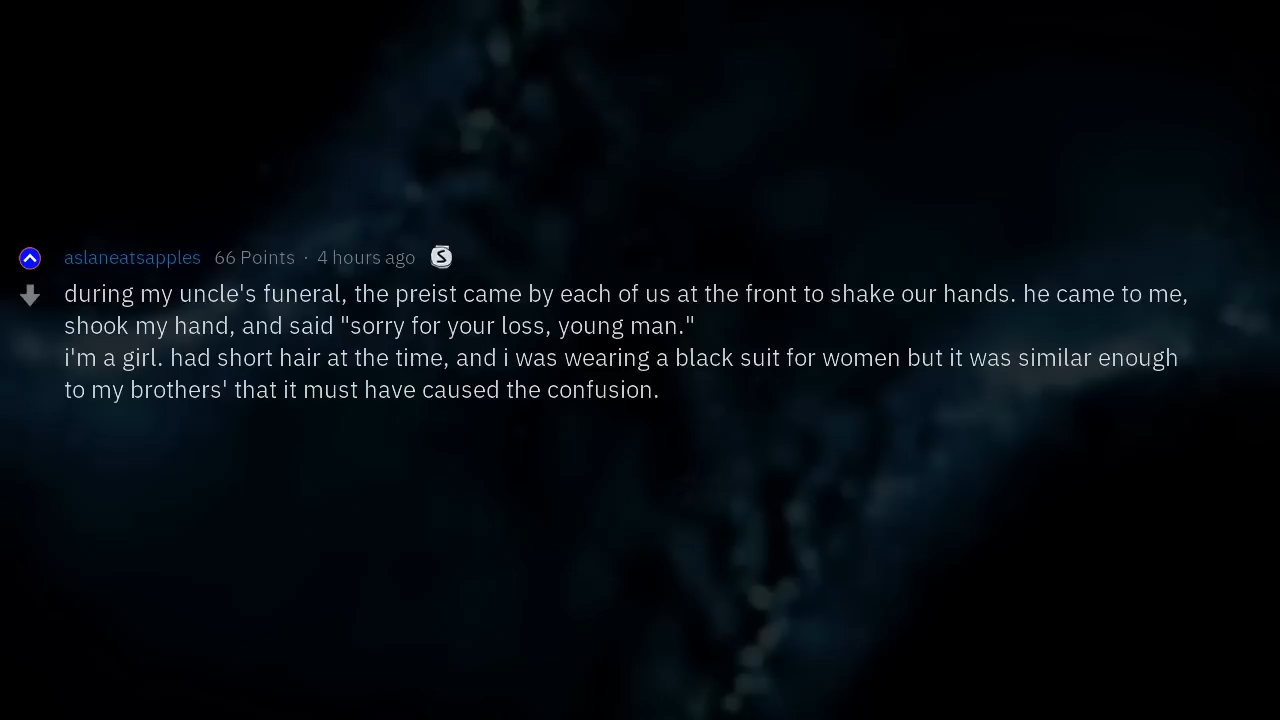 aslaneatsapples 66 Points · 4 hours ago S
during my uncle's funeral, the preist came by each of us at the front to shake our hands. he came to me,
shook my hand, and said "sorry for your loss, young man."
i'm a girl. had short hair at the time, and i was wearing a black suit for women but it was similar enough
to my brothers' that it must have caused the confusion.